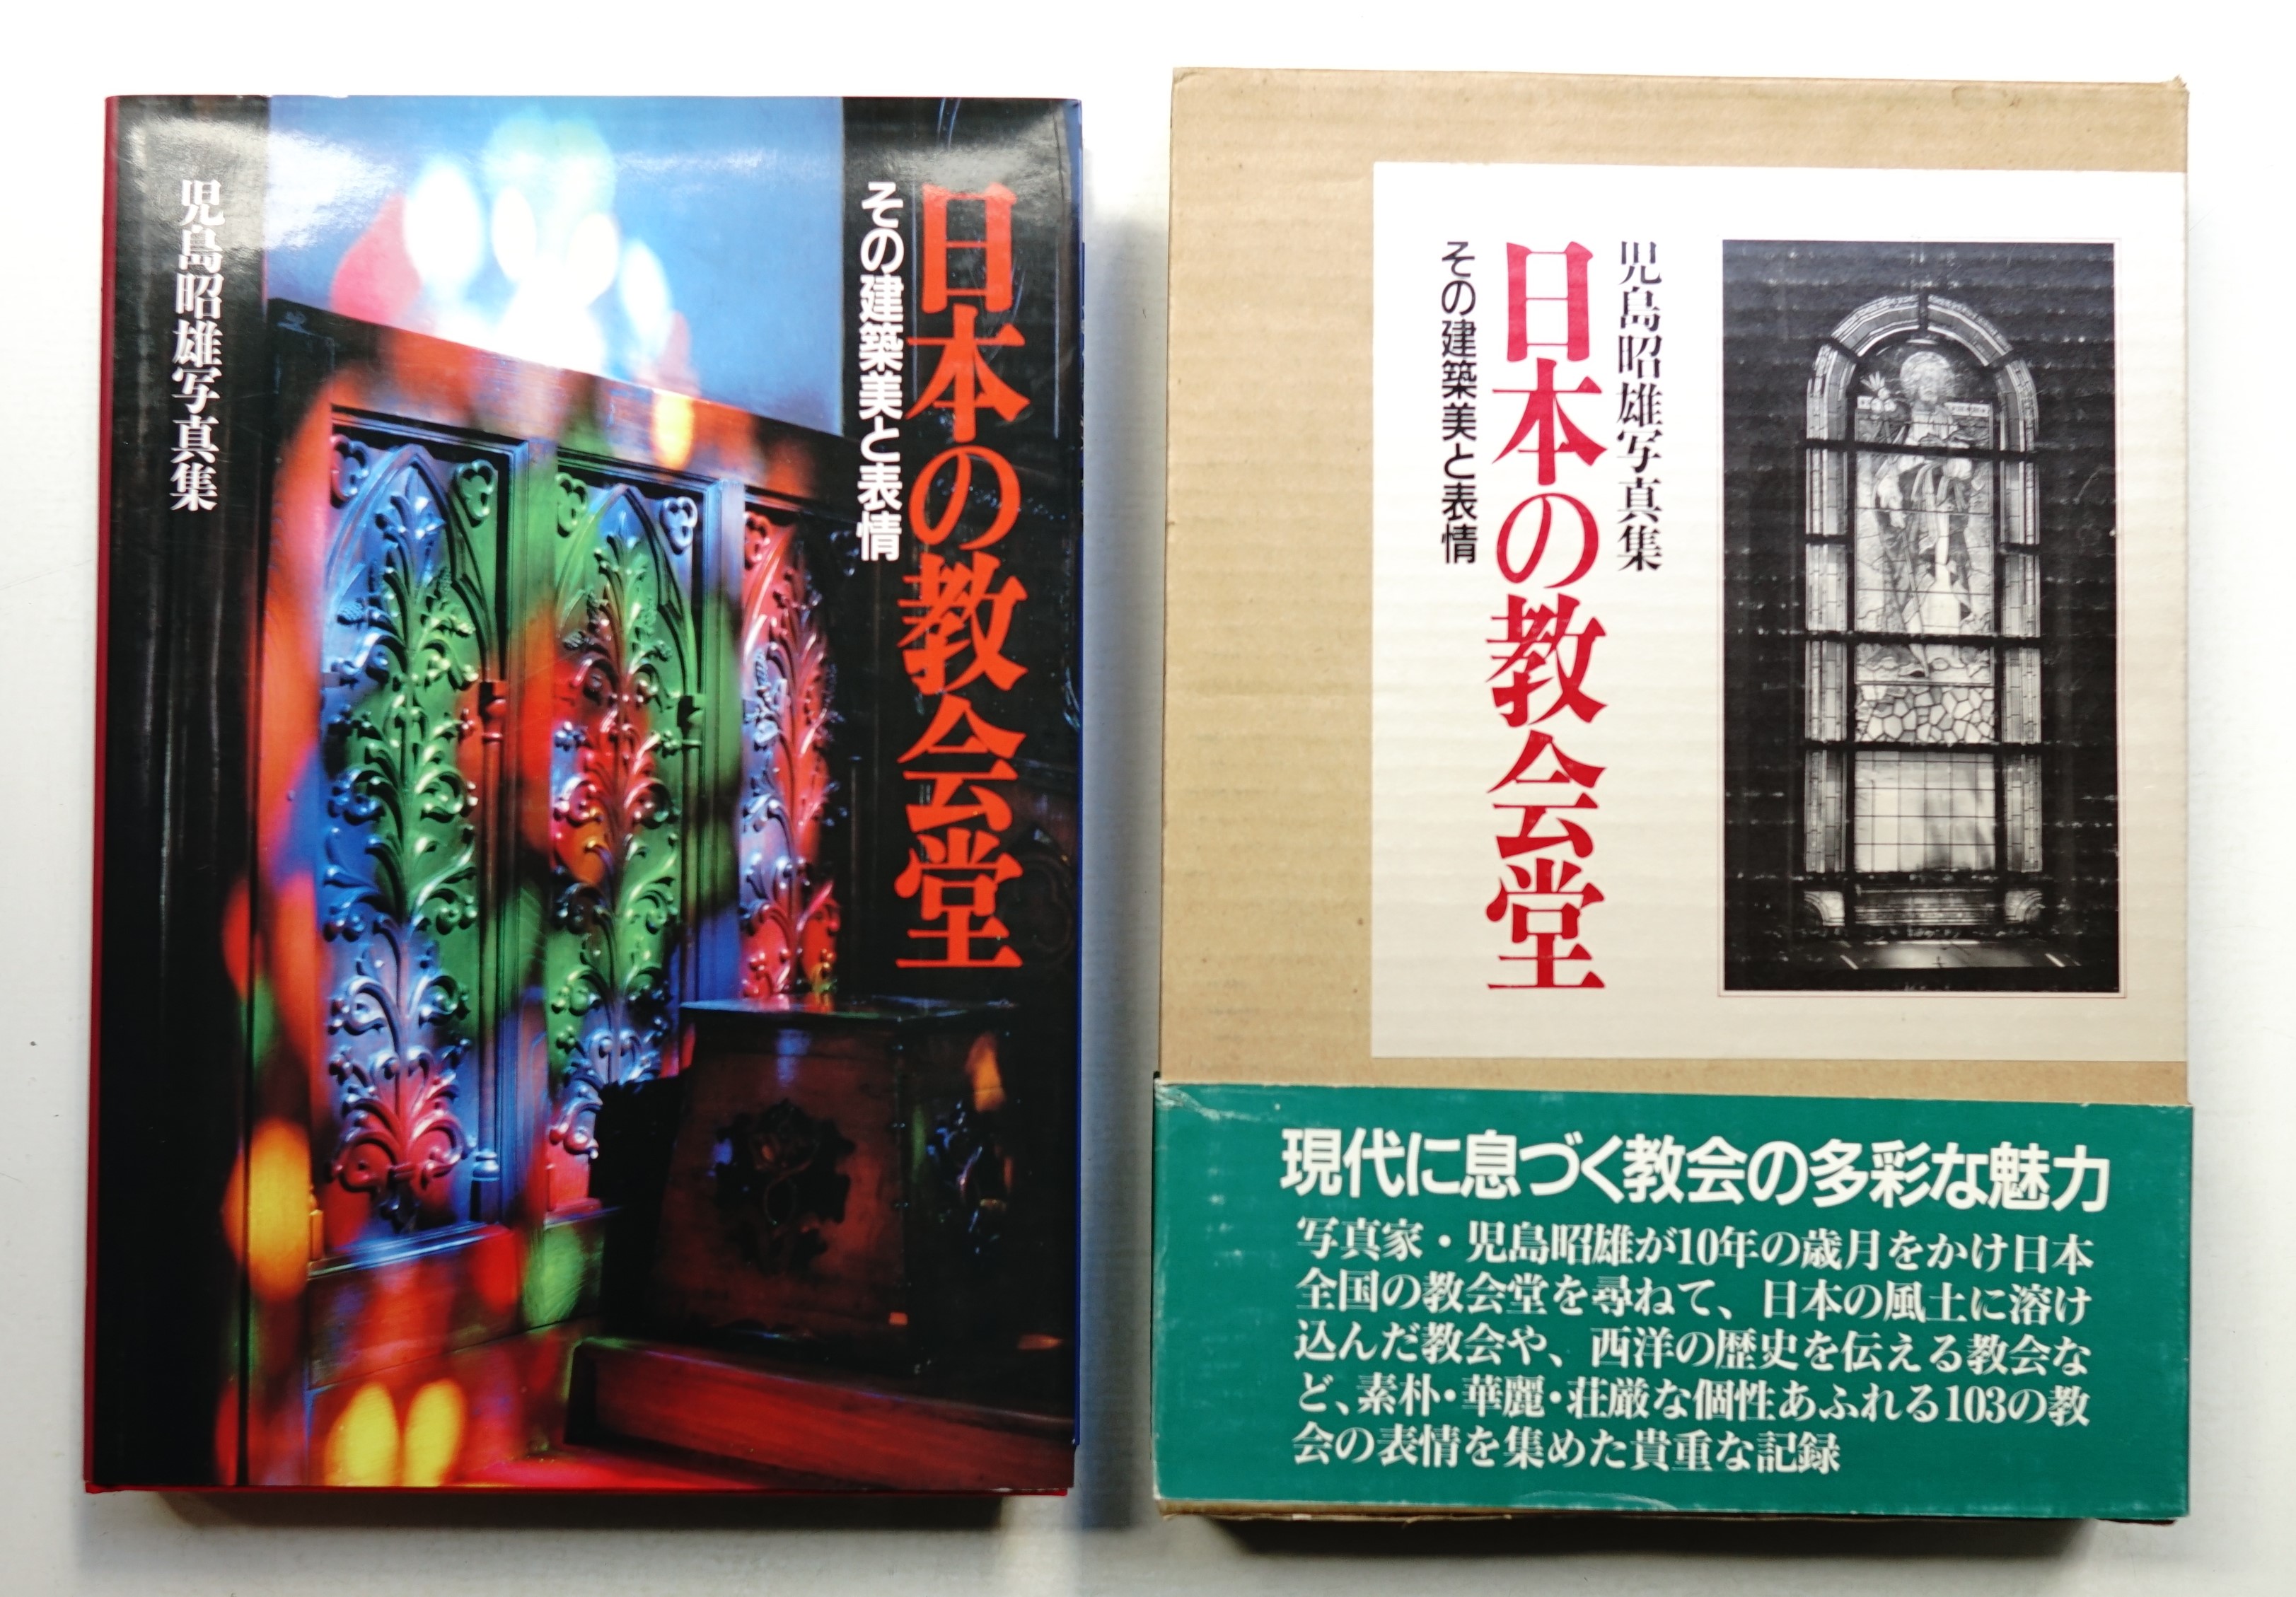 日本の教会堂
その建築美と表情
児島昭雄写真集
児島昭雄写真集
日本の教会堂
その建築美と表情
現代に息づく教会の多彩な魅力
写真家・児島昭雄が10年の歳月をかけ日本
全国の教会堂を尋ねて、日本の風土に溶け
込んだ教会や、西洋の歴史を伝える教会な
ど、素朴・華麗・荘厳な個性あふれる103の教
会の表情を集めた貴重な記録